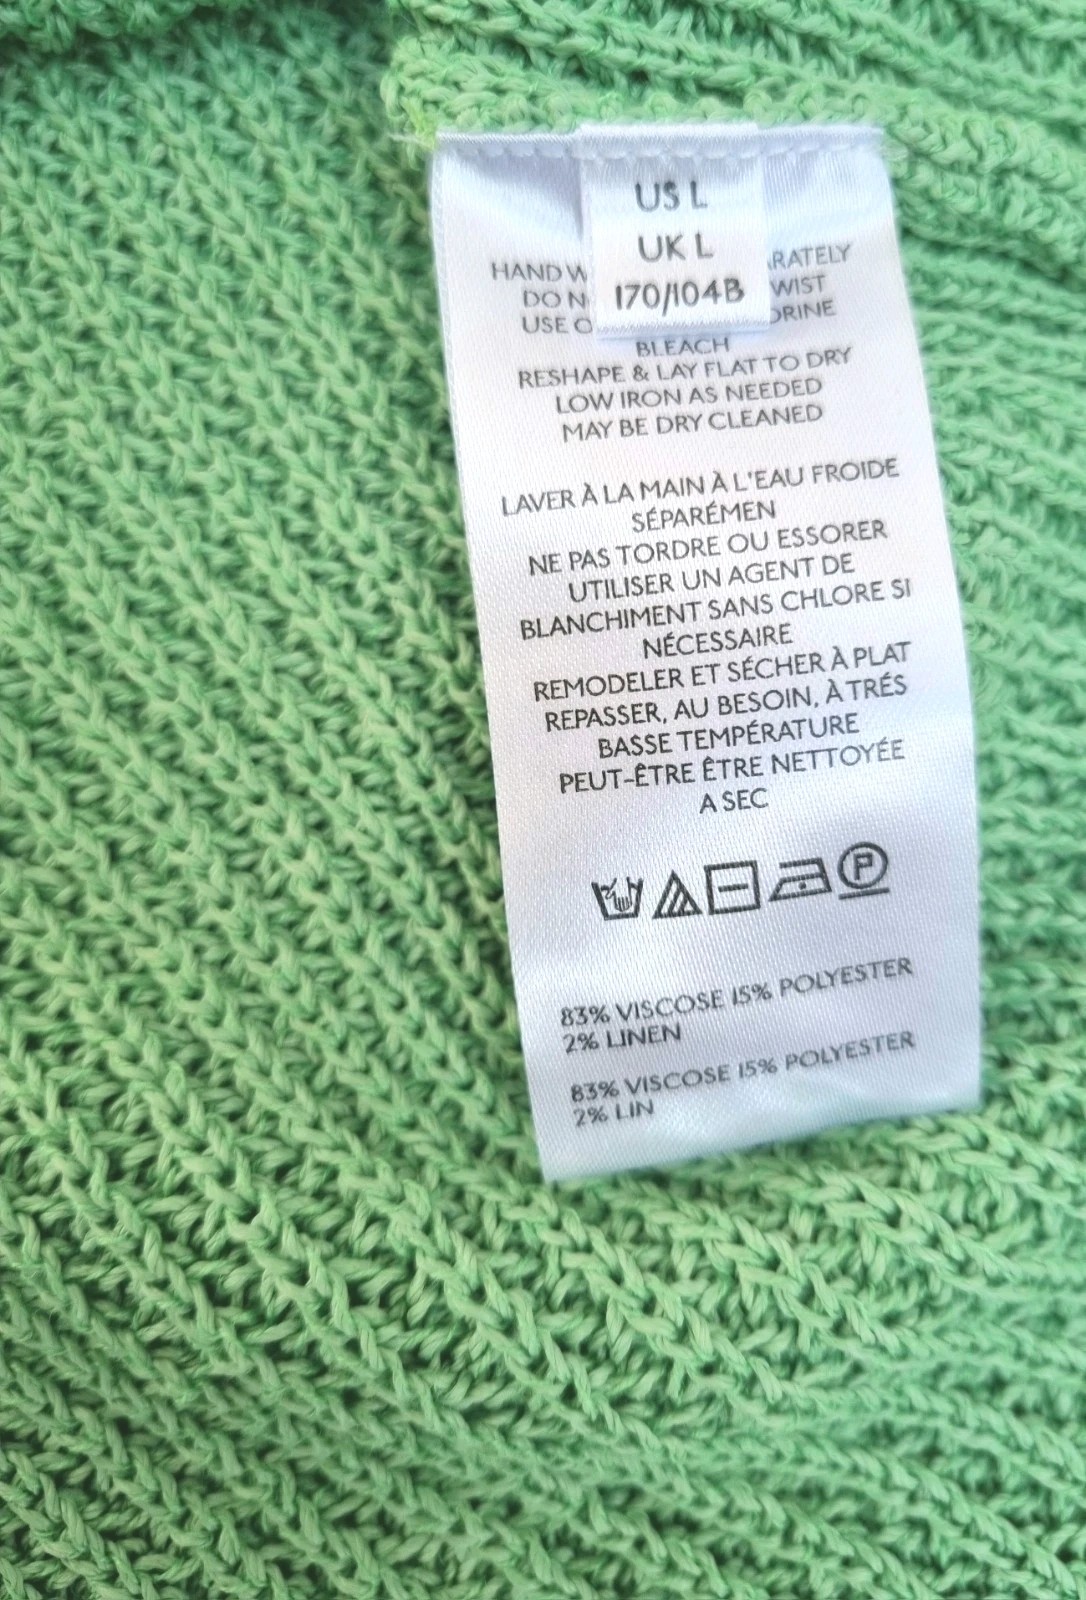 US L
UK L
170/104B
HAND W RATELY
DO N WIST
USE O ORINE
BLEACH
RESHAPE & LAY FLAT TO DRY
LOW IRON AS NEEDED
MAY BE DRY CLEANED
LAVER À LA MAIN À L'EAU FROIDE
SÉPARÉMEN
NE PAS TORDRE OU ESSORER
UTILISER UN AGENT DE
BLANCHIMENT SANS CHLORE SI
NÉCESSAIRE
REMODELER ET SÉCHER À PLAT
REPASSER, AU BESOIN, À TRÉS
BASSE TEMPÉRATURE
PEUT-ÊTRE ÊTRE NETTOYÉE
A SEC
P
83% VISCOSE 15% POLYESTER
2% LINEN
83% VISCOSE 15% POLYESTER
2% LIN